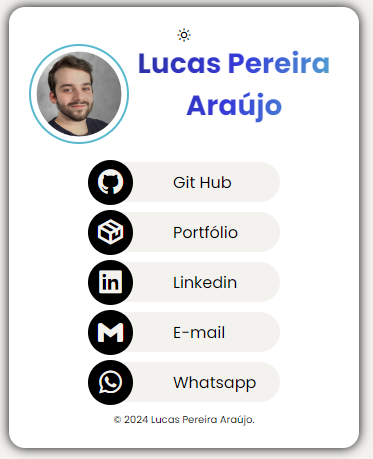 Lucas Pereira
Araújo
Git Hub
Portfólio
Linkedin
E-mail
Whatsapp
© 2024 Lucas Pereira Araújo.